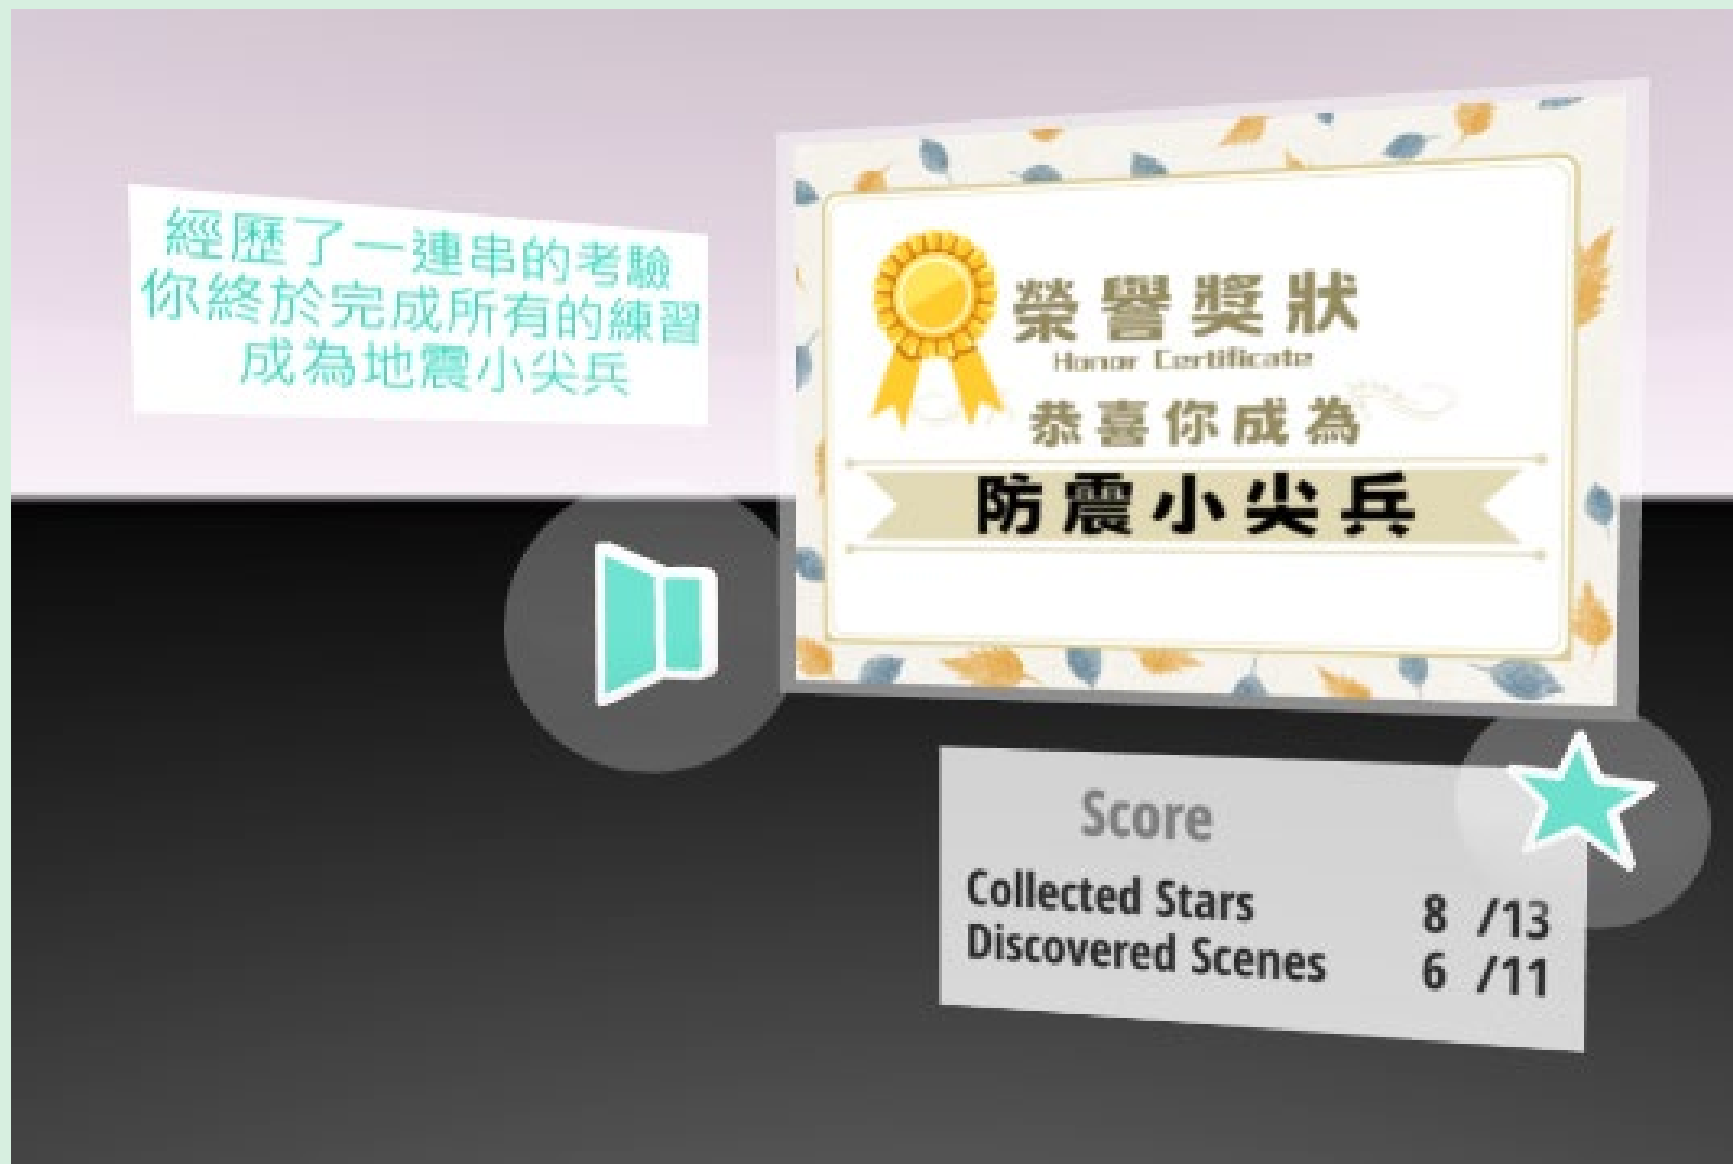 經歷了一連串的考驗
你終於完成所有的練習
成為地震小尖兵
榮譽獎狀
Honor Certificate
恭喜你成為
防震小尖兵
Score
Collected Stars 8 /13
Discovered Scenes 6 /11